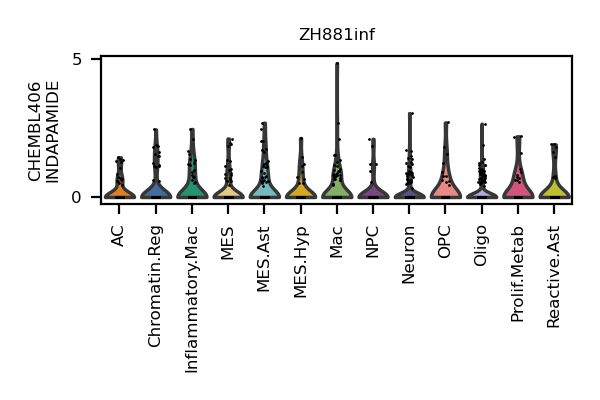 ZH881inf
CHEMBL406
INDAPAMIDE
5
0
AC
Chromatin.Reg
Inflammatory.Mac
MES
MES.Ast
MES.Hyp
Mac
NPC
Neuron
OPC
Oligo
Prolif.Metab
Reactive.Ast